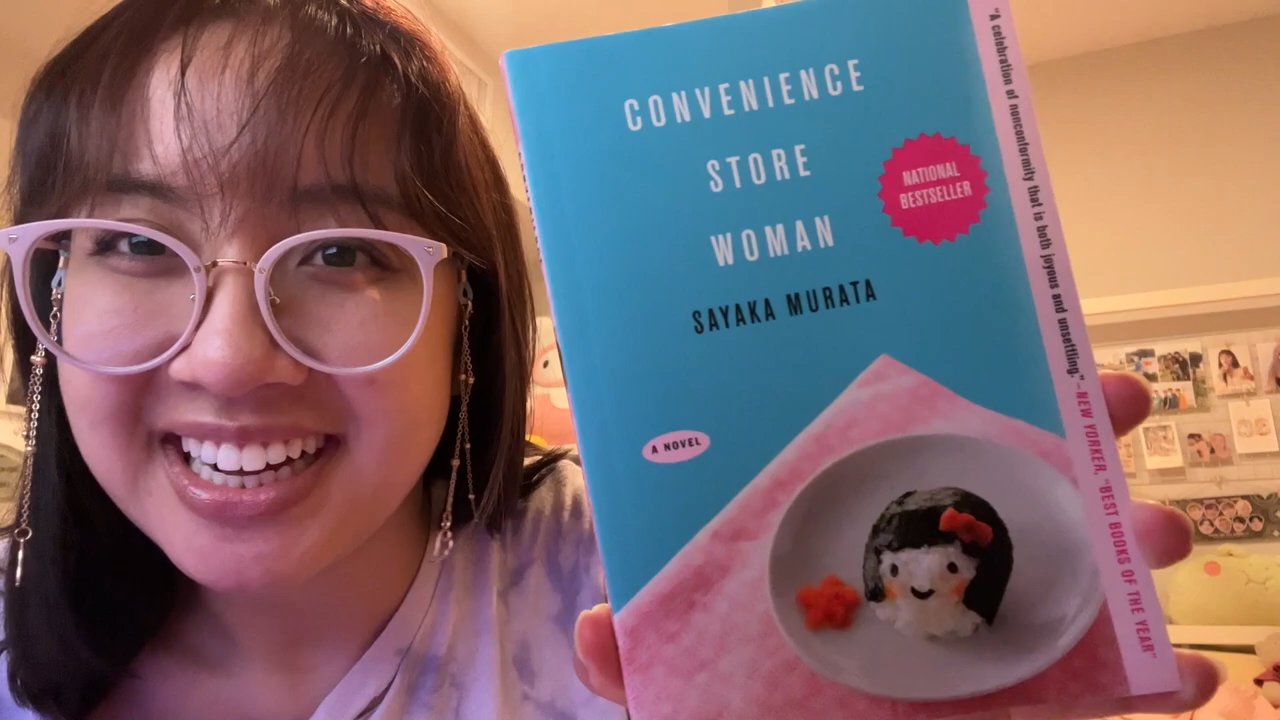 CONVENIENCE
STORE
WOMAN
SAYAKA MURATA
NATIONAL
BESTSELLER
A NOVEL
"A celebration of nonconformity that is both joyous and unsettling." –NEW YORKER, "BEST BOOKS OF THE YEAR"